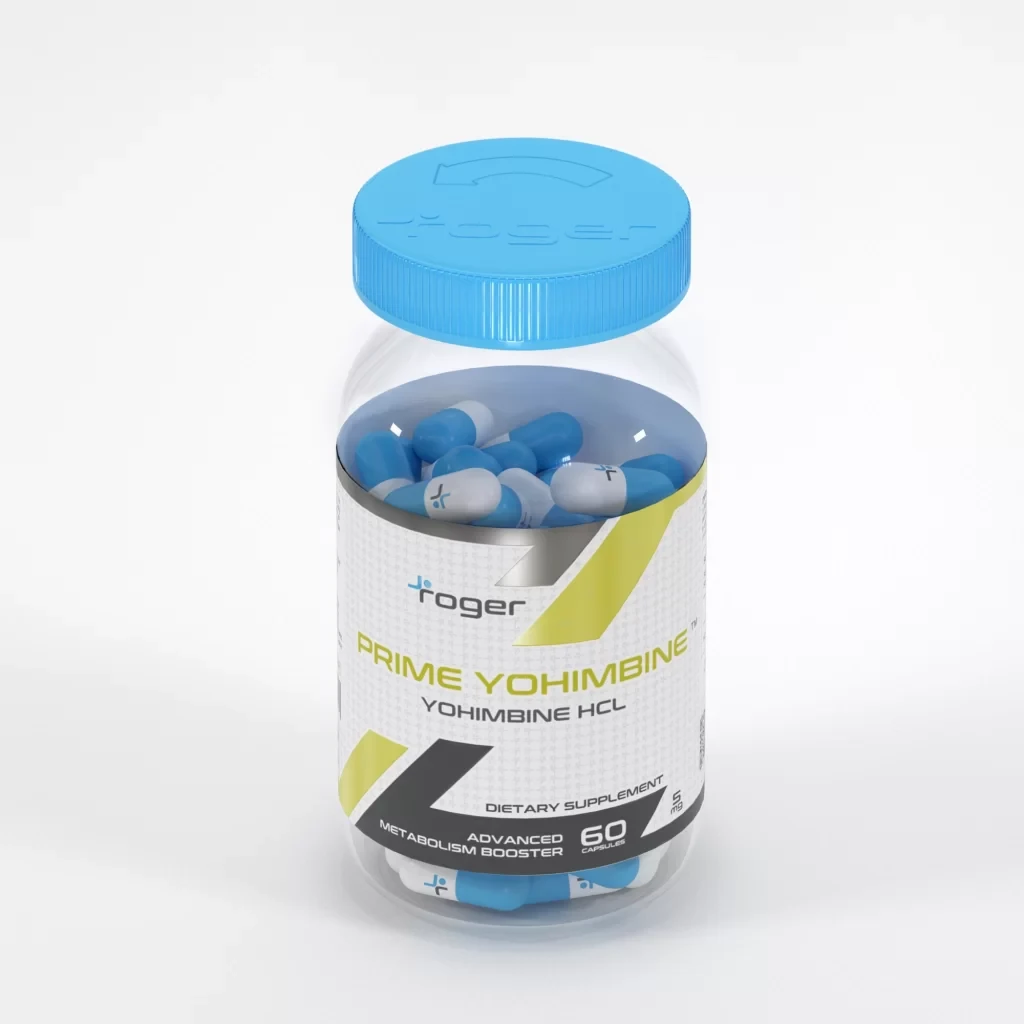 roger
roger
PRIME YOHIMBINE™
YOHIMBINE HCL
DIETARY SUPPLEMENT
5
mg
ADVANCED
METABOLISM BOOSTER
60
CAPSULES